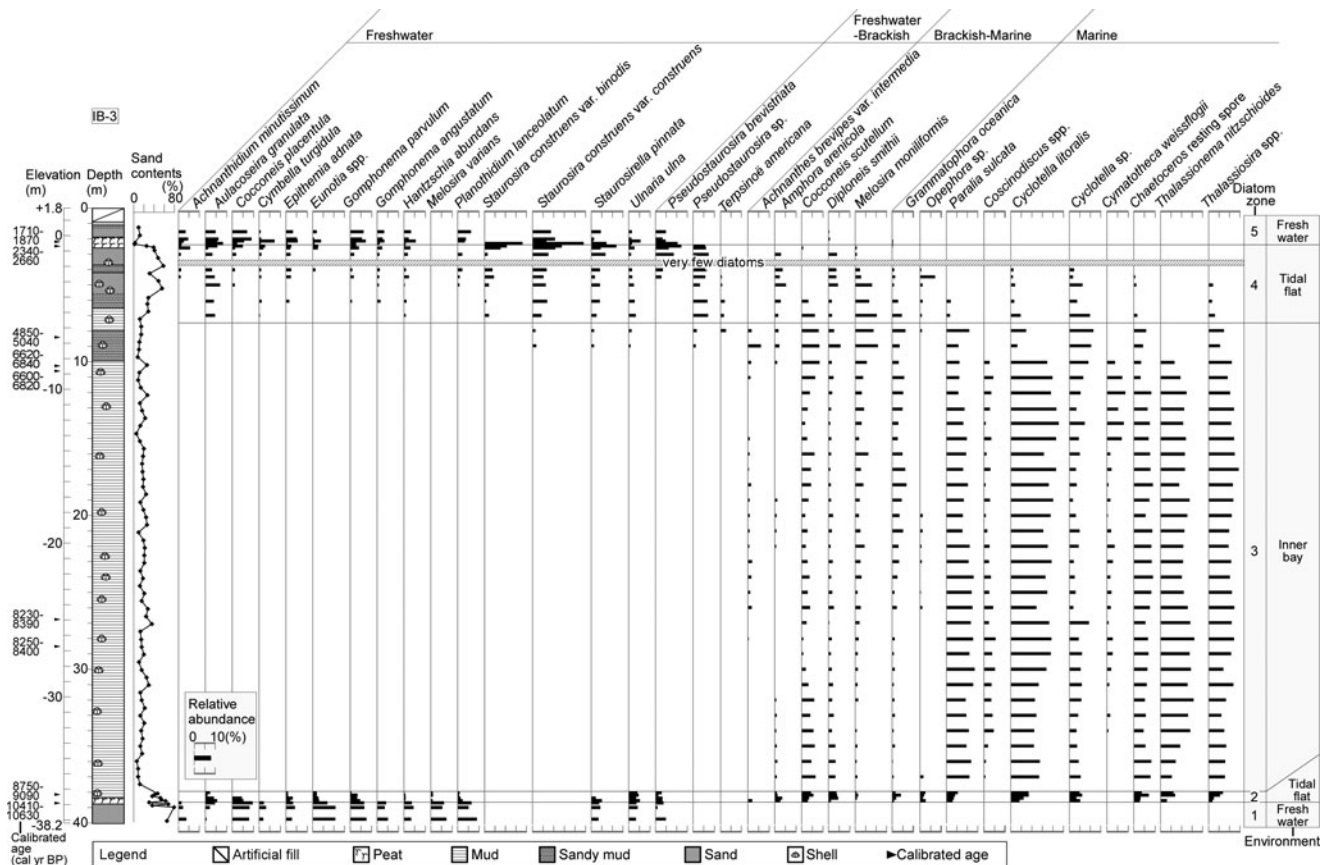 Freshwater
Freshwater
-Brackish
Brackish-Marine
Marine
IB-3
Elevation
(m)
Depth
(m)
Sand
contents
(%)
0
80
Achnanthidium minutissimum
Aulacoseira granulata
Cocconeis placentula
Cymbella turgidula
Epithemia adnata
Eunotia spp.
Gomphonema parvulum
Gomphonema angustatum
Hantzschia abundans
Melosira varians
Planothidium lanceolatum
Staurosira construens var. binodis
Staurosira construens var. construens
Staurosirella pinnata
Ulnaria ulna
Pseudostaurosira brevistriata
Pseudostaurosira sp.
Terpsinoë americana
Achnanthes brevipes var. intermedia
Amphora arenicola
Cocconeis scutellum
Diploneis smithii
Melosira moniliformis
Grammatophora oceanica
Opephora sp.
Paralia sulcata
Coscinodiscus spp.
Cyclotella litoralis
Cyclotella sp.
Cymatotheca weissflogii
Chaetoceros resting spore
Thalassionema nitzschioides
Thalassiosira spp.
Diatom
zone
+1.8
0
-10
-20
-30
-38.2
0
10
20
30
40
1710-
1870
2340-
2660
4850-
5040
6620-
6840
6600-
6820
8230-
8390
8250-
8400
8750-
9090
10410-
10630
very few diatoms
5
Fresh
water
4
Tidal
flat
3
Inner
bay
2
Tidal
flat
1
Fresh
water
Relative
abundance
0 10(%)
Calibrated
age
(cal yr BP)
Environment
Legend
Artificial fill
Peat
Mud
Sandy mud
Sand
Shell
Calibrated age